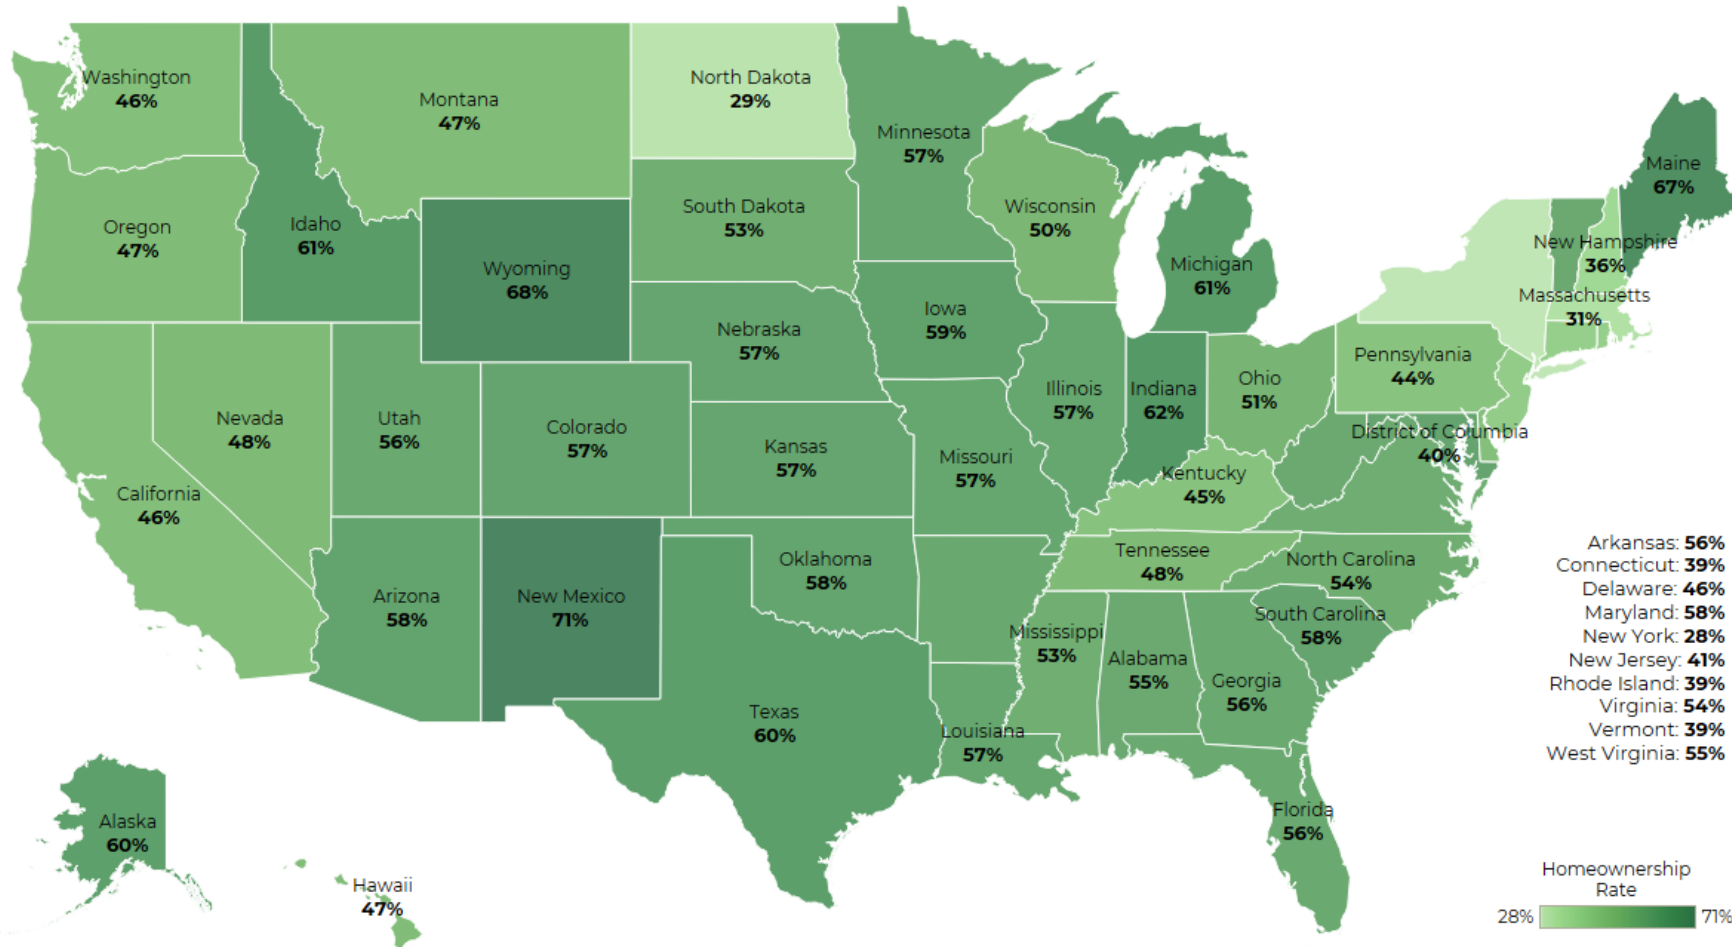 Washington
46%
Montana
47%
North Dakota
29%
Minnesota
57%
Maine
67%
Oregon
47%
Idaho
61%
Wyoming
68%
South Dakota
53%
Wisconsin
50%
Michigan
61%
New Hampshire
36%
Massachusetts
31%
Nebraska
57%
Iowa
59%
Illinois
57%
Indiana
62%
Ohio
51%
Pennsylvania
44%
Nevada
48%
Utah
56%
Colorado
57%
Kansas
57%
Missouri
57%
Kentucky
45%
District of Columbia
40%
California
46%
Arizona
58%
New Mexico
71%
Oklahoma
58%
Tennessee
48%
North Carolina
54%
South Carolina
58%
Mississippi
53%
Alabama
55%
Georgia
56%
Texas
60%
Louisiana
57%
Florida
56%
Alaska
60%
Hawaii
47%
Arkansas: 56%
Connecticut: 39%
Delaware: 46%
Maryland: 58%
New York: 28%
New Jersey: 41%
Rhode Island: 39%
Virginia: 54%
Vermont: 39%
West Virginia: 55%
Homeownership
Rate
28% 71%